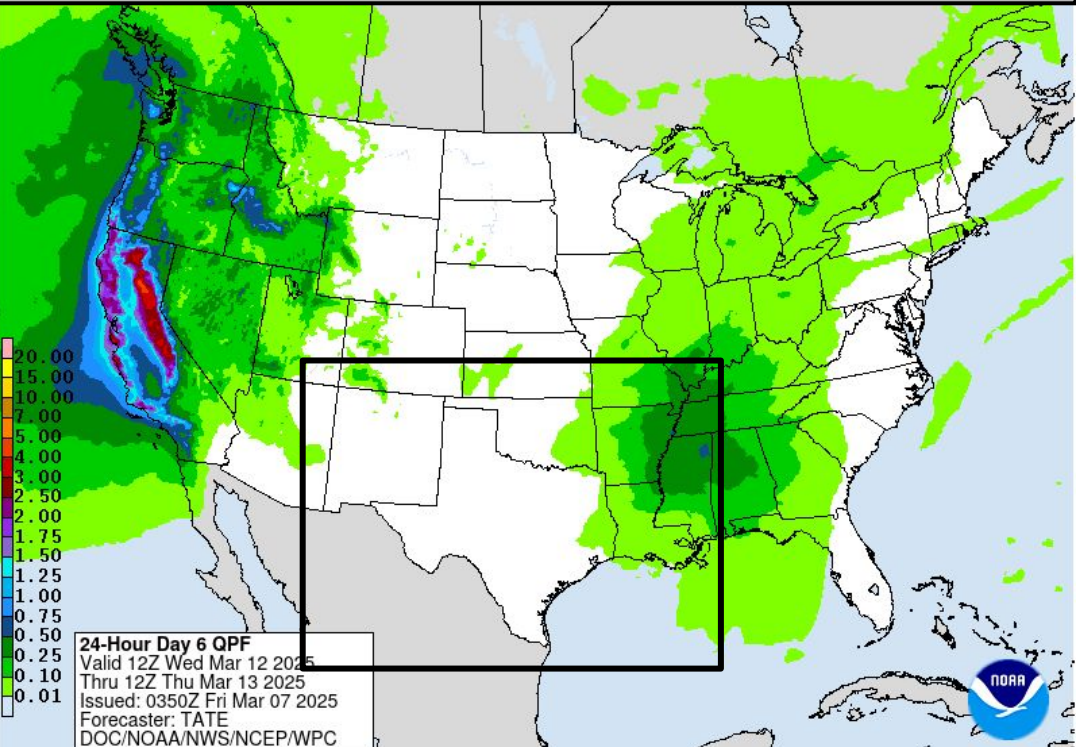 20.00
15.00
10.00
7.00
5.00
4.00
3.00
2.50
2.00
1.75
1.50
1.25
1.00
0.75
0.50
0.25
0.10
0.01
24-Hour Day 6 QPF
Valid 12Z Wed Mar 12 2025
Thru 12Z Thu Mar 13 2025
Issued: 0350Z Fri Mar 07 2025
Forecaster: TATE
DOC/NOAA/NWS/NCEP/WPC
NOAA